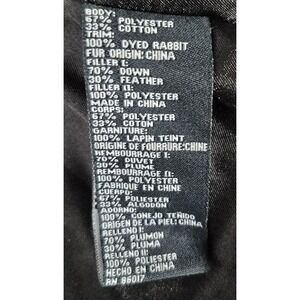 BODY:
67% POLYESTER
33% COTTON
TRIM:
100% DYED RABBIT
FUR ORIGIN: CHINA
FILLER I:
70% DOWN
30% FEATHER
FILLER II:
100% POLYESTER
MADE IN CHINA
CORPS:
67% POLYESTER
33% COTON
GARNITURE:
100% LAPIN TEINT
ORIGINE DE FOURRURE: CHINE
REMBOURRAGE I:
70% DUVET
30% PLUME
REMBOURRAGE II:
100% POLYESTER
FABRIQUE EN CHINE
CUERPO:
67% POLIESTER
33% ALGODON
ADORNO:
100% CONEJO TEÑIDO
ORIGEN DE LA PIEL: CHINA
RELLENO I:
70% PLUMON
30% PLUMA
RELLENO II:
100% POLIESTER
HECHO EN CHINA
RN 86017